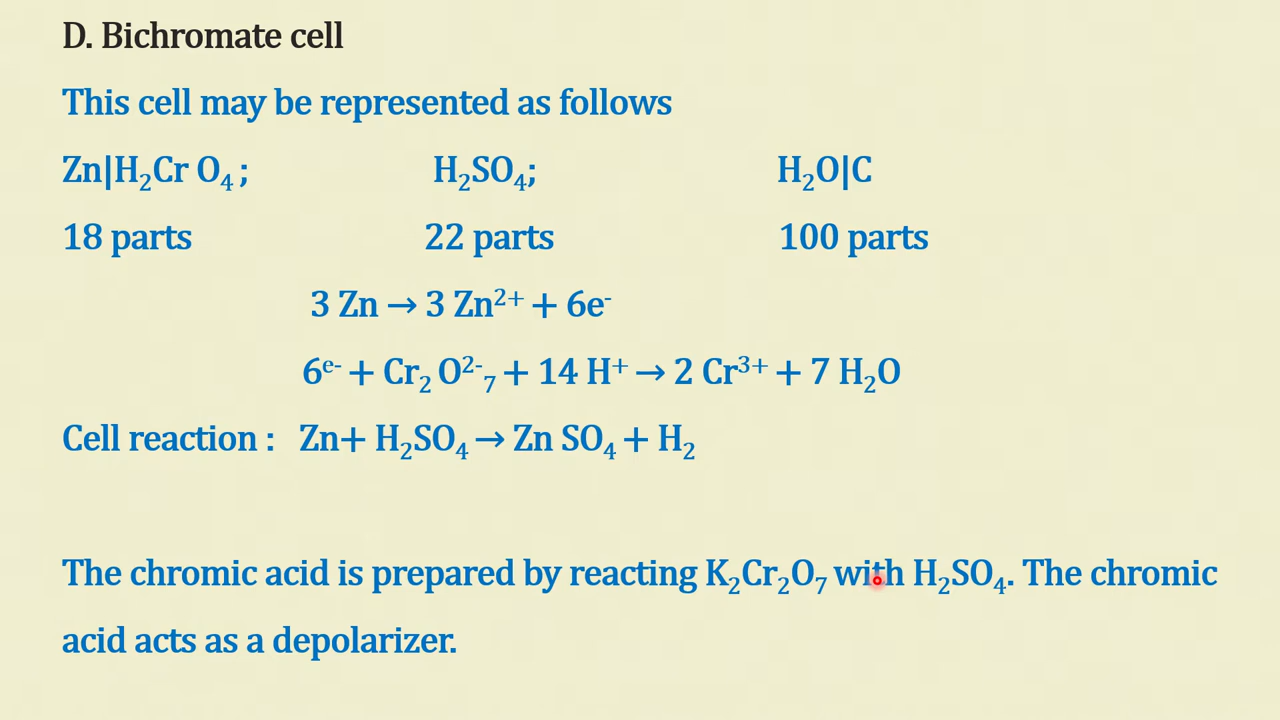 D. Bichromate cell
This cell may be represented as follows
Zn|H₂Cr O₄ ; H₂SO₄; H₂O|C
18 parts 22 parts 100 parts
3 Zn → 3 Zn²⁺ + 6e⁻
6ᵉ⁻ + Cr₂ O²⁻₇ + 14 H⁺ → 2 Cr³⁺ + 7 H₂O
Cell reaction : Zn+ H₂SO₄ → Zn SO₄ + H₂
The chromic acid is prepared by reacting K₂Cr₂O₇ with H₂SO₄. The chromic
acid acts as a depolarizer.